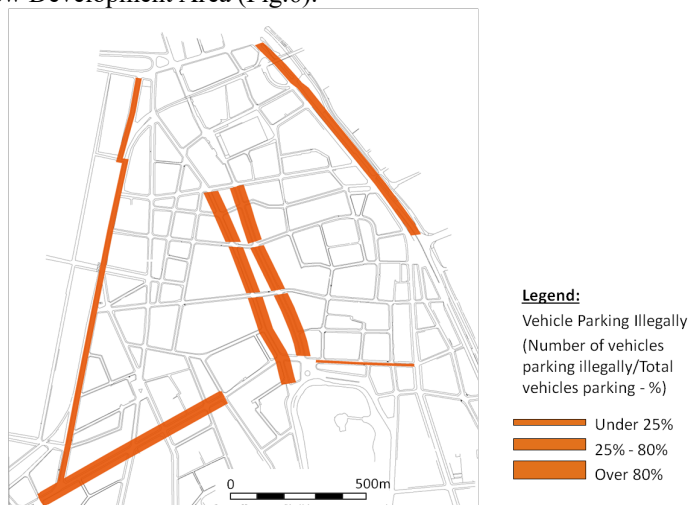 w Development Area (Fig.6).
Legend:
Vehicle Parking Illegally
(Number of vehicles
parking illegally/Total
vehicles parking - %)
Under 25%
25% - 80%
Over 80%
0 500m